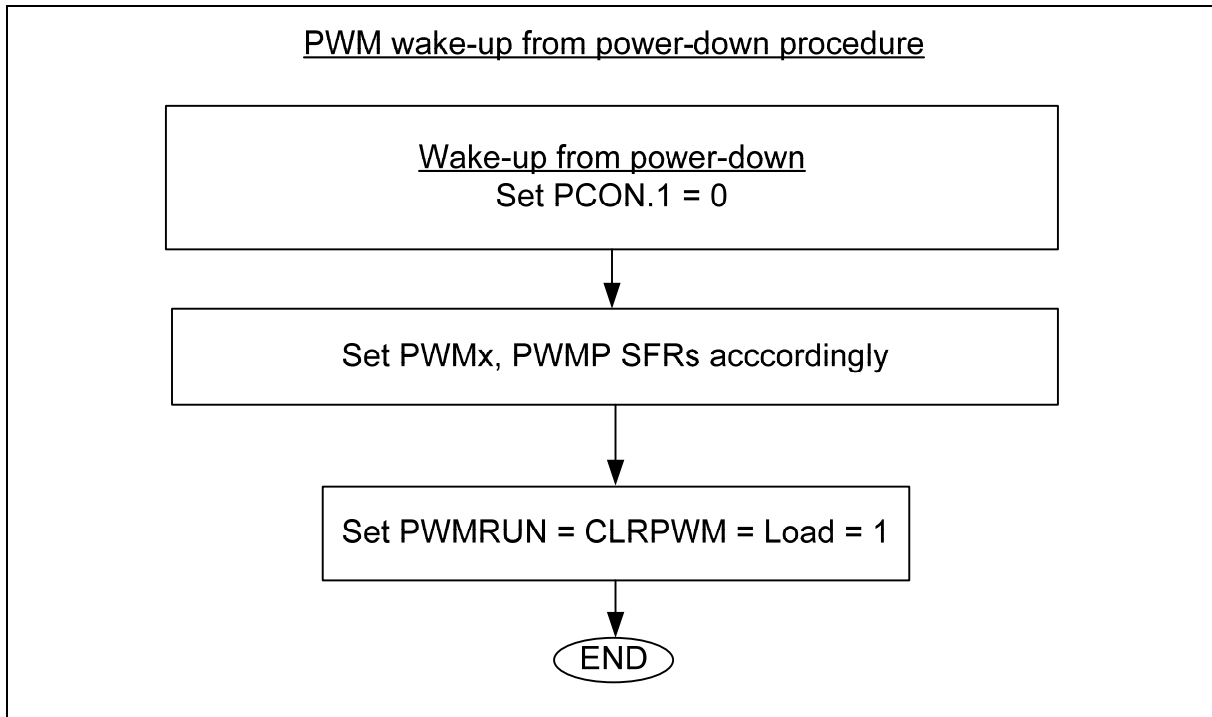 PWM wake-up from power-down procedure
Wake-up from power-down
Set PCON.1 = 0
Set PWMx, PWMP SFRs acccordingly
Set PWMRUN = CLRPWM = Load = 1
END